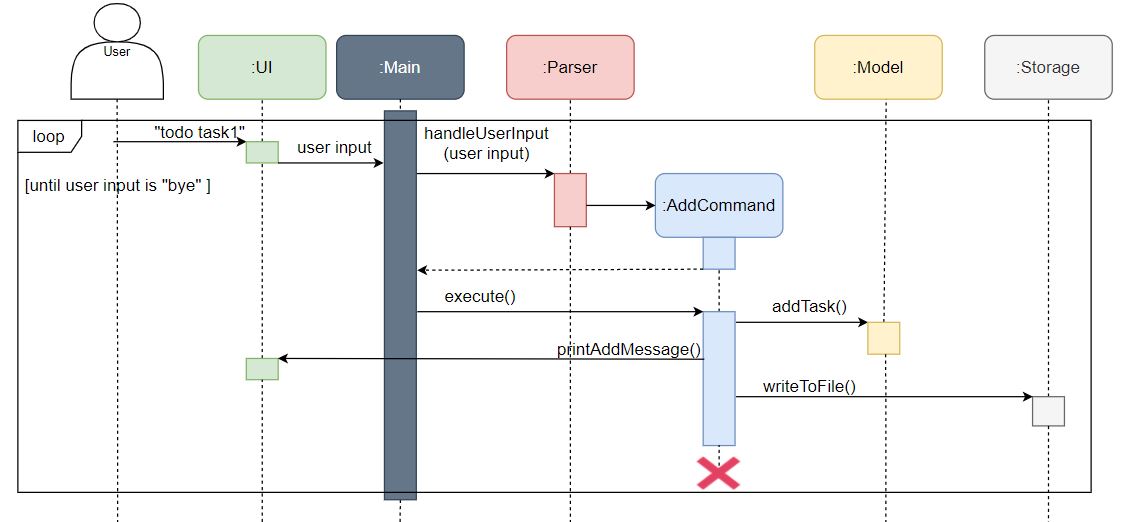 User
:UI
:Main
:Parser
:Model
:Storage
loop
"todo task1"
user input
handleUserInput
(user input)
[until user input is "bye" ]
:AddCommand
execute()
addTask()
printAddMessage()
writeToFile()